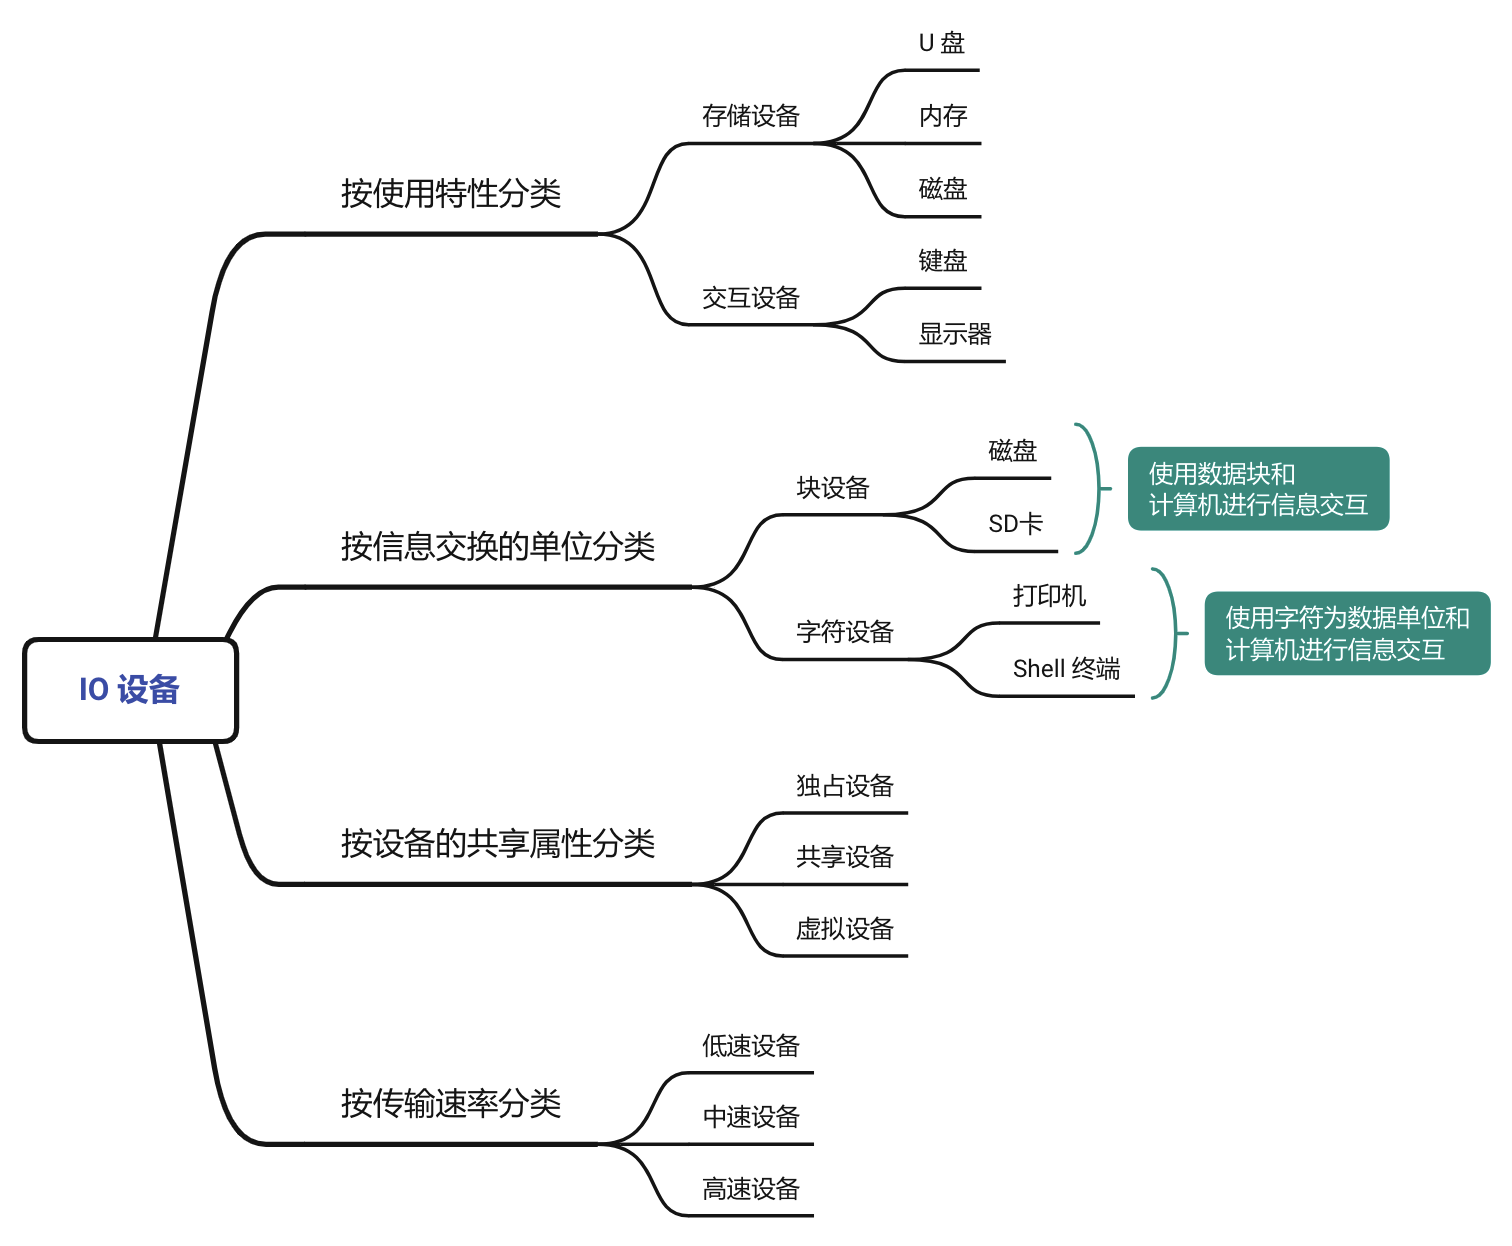 IO 设备
按使用特性分类
存储设备
U 盘
内存
磁盘
交互设备
键盘
显示器
按信息交换的单位分类
块设备
磁盘
SD卡
使用数据块和
计算机进行信息交互
字符设备
打印机
Shell 终端
使用字符为数据单位和
计算机进行信息交互
按设备的共享属性分类
独占设备
共享设备
虚拟设备
按传输速率分类
低速设备
中速设备
高速设备